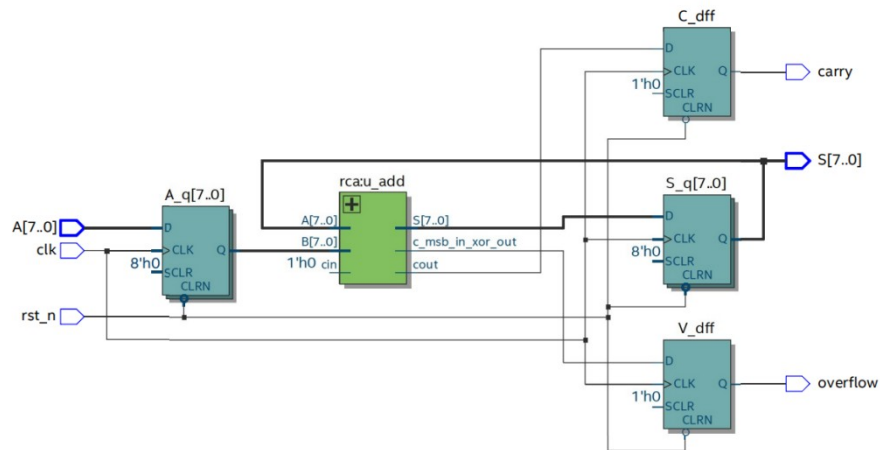 C_dff
D
CLK
Q
1'h0
SCLR
CLRN
carry
S[7..0]
rca:u_add
A[7..0]
S[7..0]
B[7..0]
c_msb_in_xor_out
1'h0
cin
cout
A_q[7..0]
A[7..0]
D
clk
CLK
Q
8'h0
SCLR
CLRN
rst_n
S_q[7..0]
D
CLK
Q
8'h0
SCLR
CLRN
V_dff
D
CLK
Q
1'h0
SCLR
CLRN
overflow